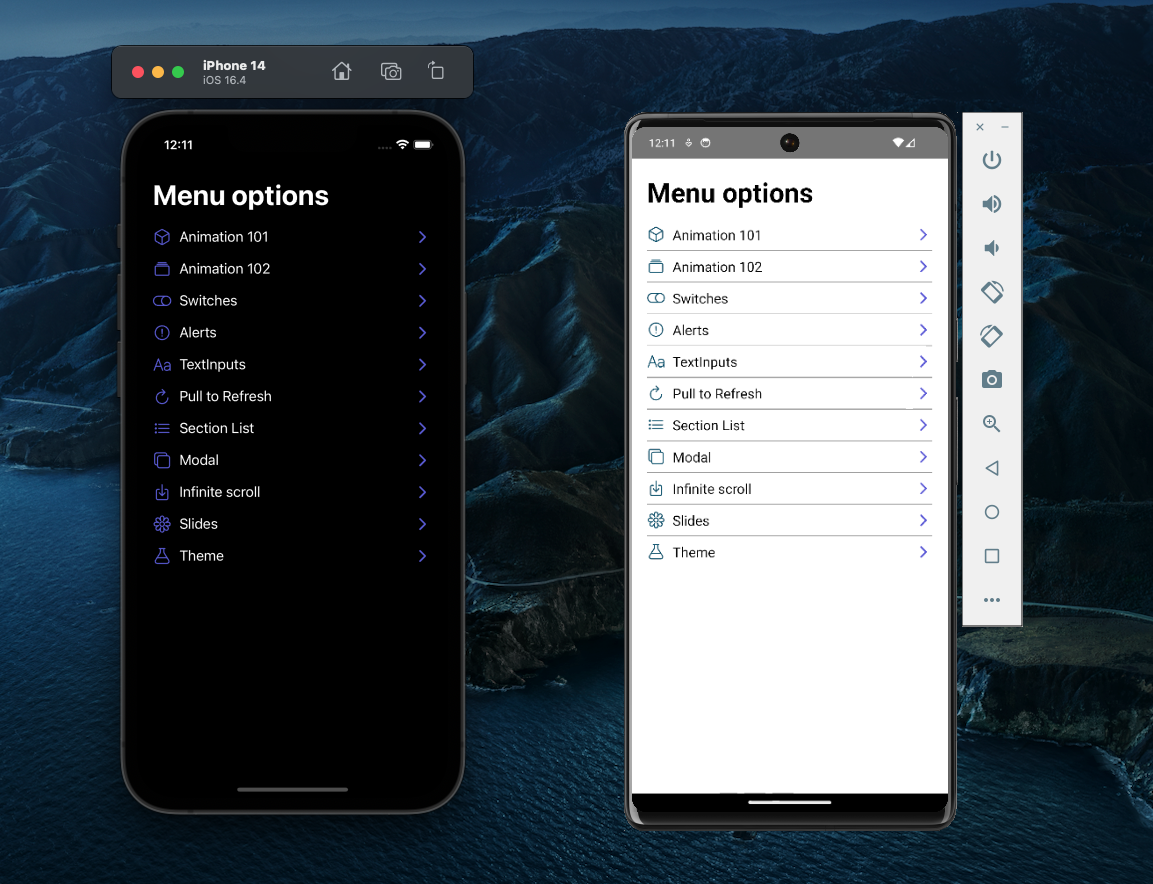 iPhone 14
iOS 16.4
12:11
Menu options
Animation 101
Animation 102
Switches
Alerts
Aa TextInputs
Pull to Refresh
Section List
Modal
Infinite scroll
Slides
Theme
12:11
Menu options
Animation 101
Animation 102
Switches
Alerts
Aa TextInputs
Pull to Refresh
Section List
Modal
Infinite scroll
Slides
Theme